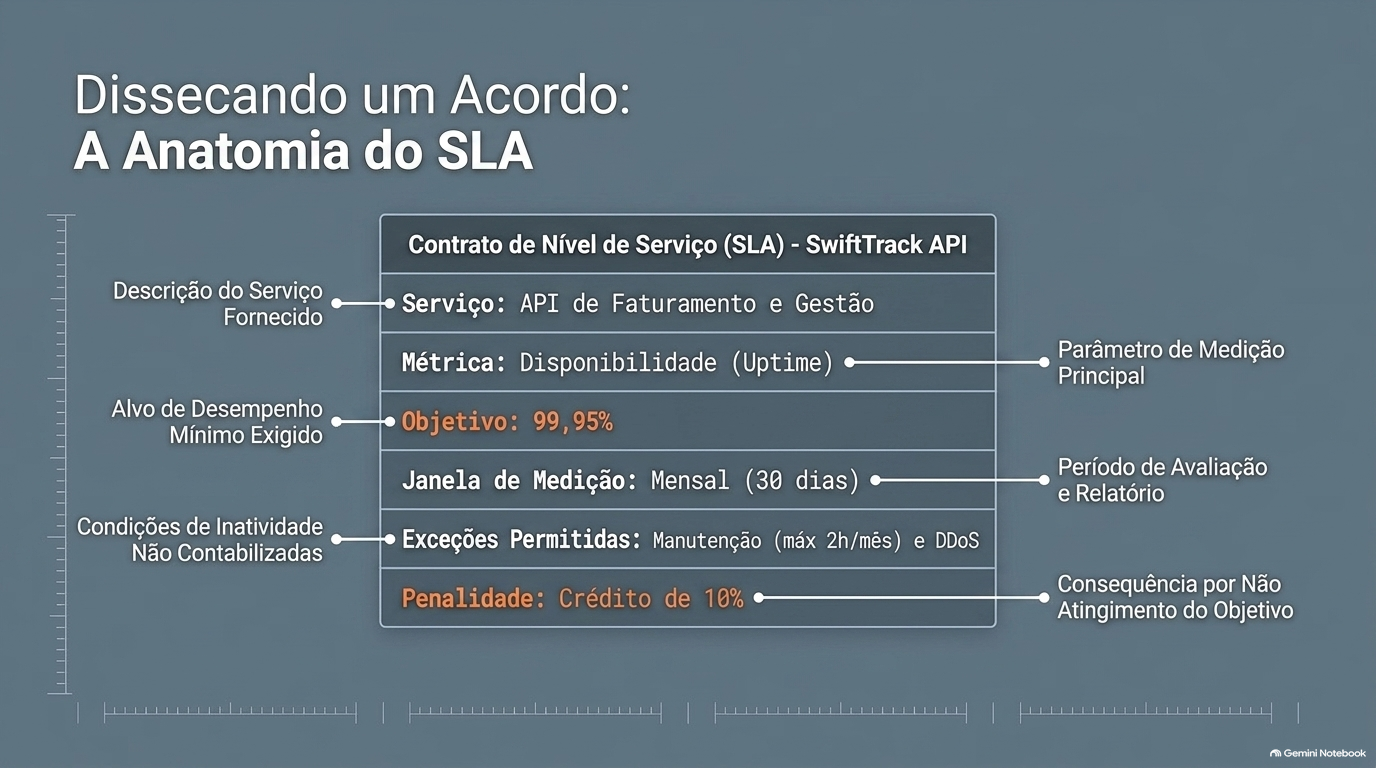 Dissecando um Acordo:
A Anatomia do SLA
Contrato de Nível de Serviço (SLA) - SwiftTrack API
Descrição do Serviço
Fornecido
Serviço: API de Faturamento e Gestão
Métrica: Disponibilidade (Uptime)
Parâmetro de Medição
Principal
Alvo de Desempenho
Mínimo Exigido
Objetivo: 99,95%
Janela de Medição: Mensal (30 dias)
Período de Avaliação
e Relatório
Condições de Inatividade
Não Contabilizadas
Exceções Permitidas: Manutenção (máx 2h/mês) e DDoS
Penalidade: Crédito de 10%
Consequência por Não
Atingimento do Objetivo
Gemini Notebook